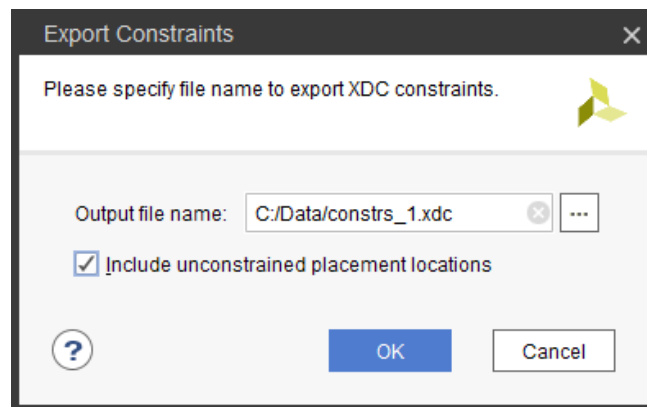 Export Constraints
Please specify file name to export XDC constraints.
Output file name: C:/Data/constrs_1.xdc ...
Include unconstrained placement locations
? OK Cancel